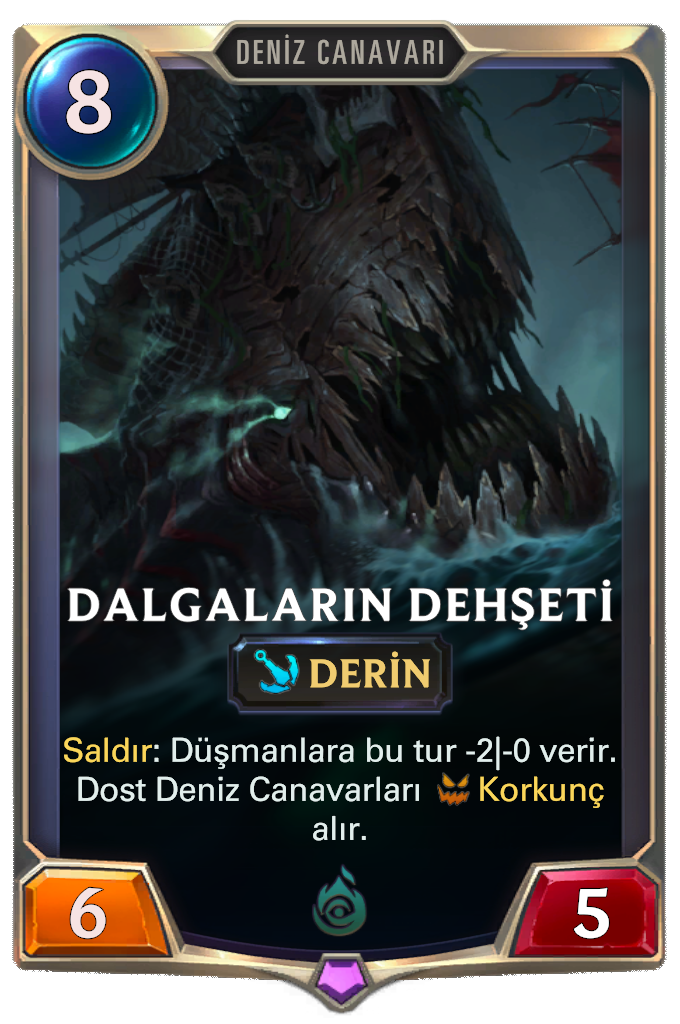 DENİZ CANAVARI
8
DALGALARIN DEHŞETİ
DERİN
Saldır: Düşmanlara bu tur -2|-0 verir.
Dost Deniz Canavarları Korkunç
alır.
6
5